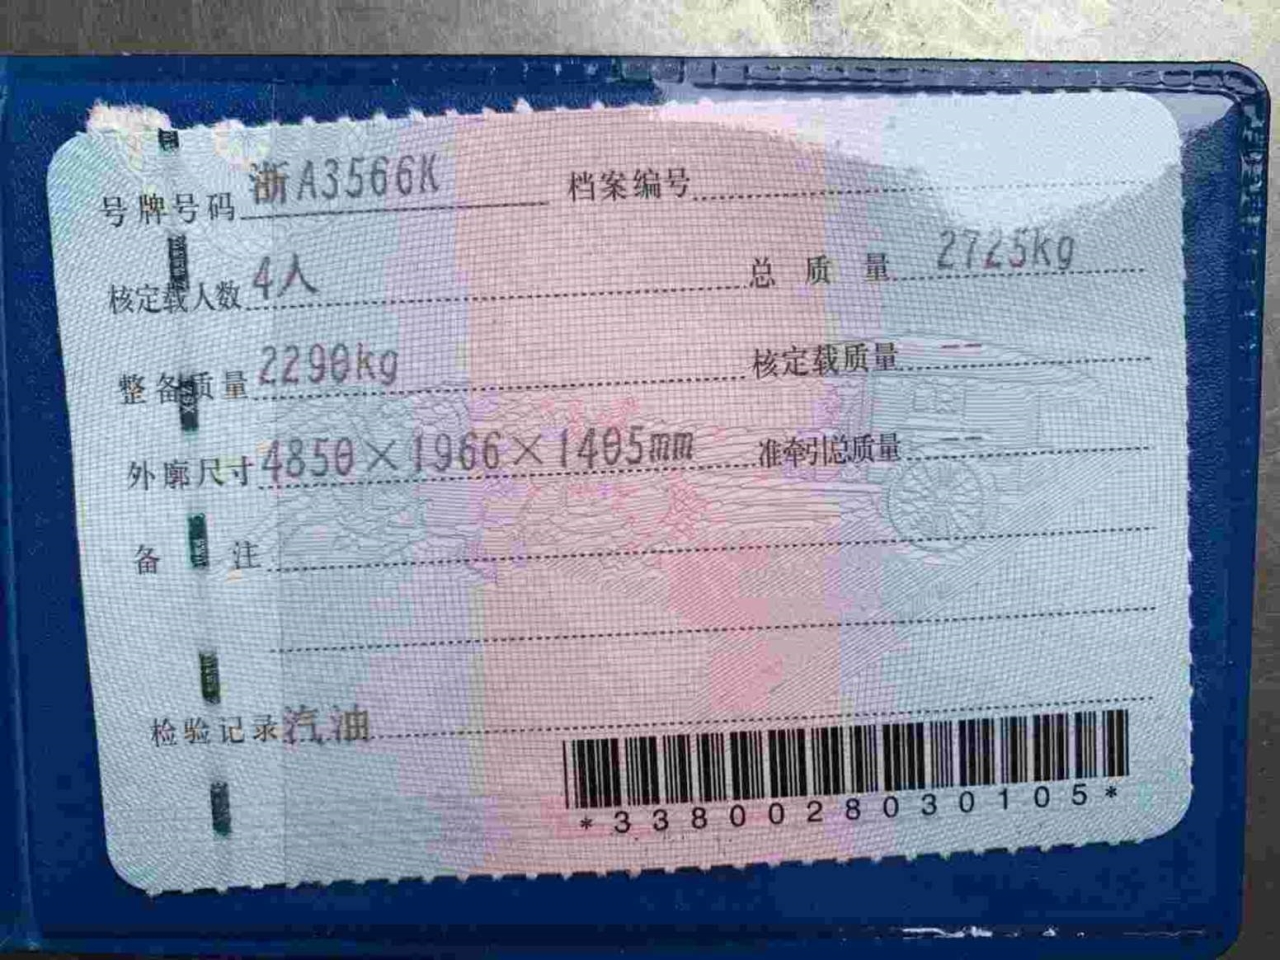 号牌号码 浙A3566K 档案编号
核定载人数 4人 总质量 2725kg
整备质量 2290kg 核定载质量 --
外廓尺寸 4850×1966×1405mm 准牵引总质量 --
备注
检验记录 汽油
*3380028030105*